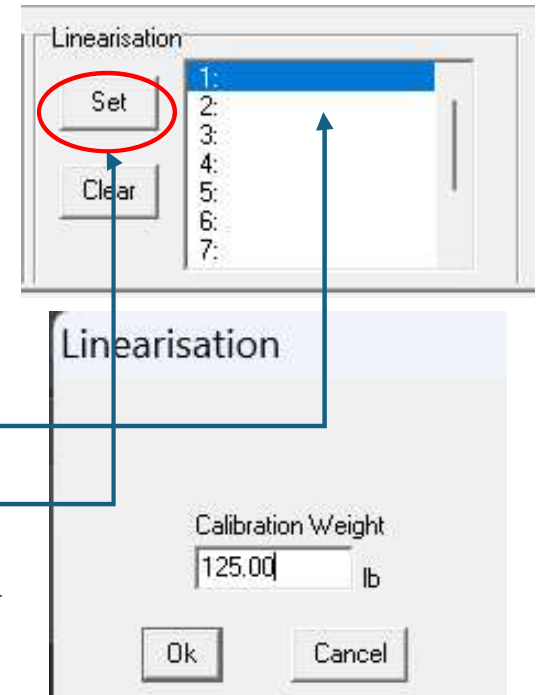 Linearisation
Set
Clear
1:
2:
3:
4:
5:
6:
7:
Linearisation
Calibration Weight
125.00 lb
Ok Cancel